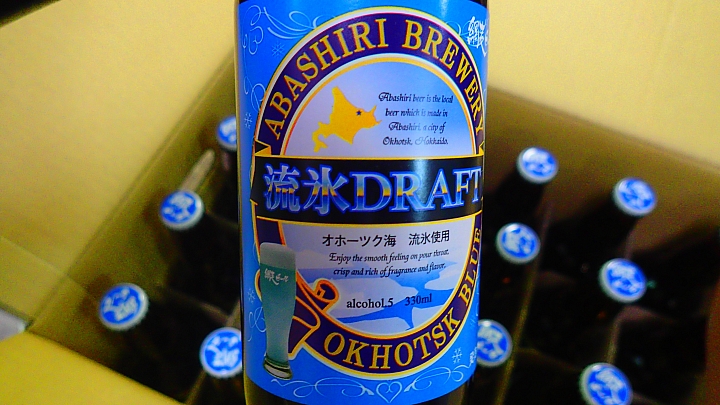 ABASHIRI BREWERY
Abashiri beer is the local
beer which is made in
Abashiri, a city of
Okhotsk, Hokkaido.
流氷DRAFT
オホーツク海 流氷使用
Enjoy the smooth feeling on your throat,
crisp and rich of fragrance and flavor.
alcohol.5 330ml
OKHOTSK BLUE